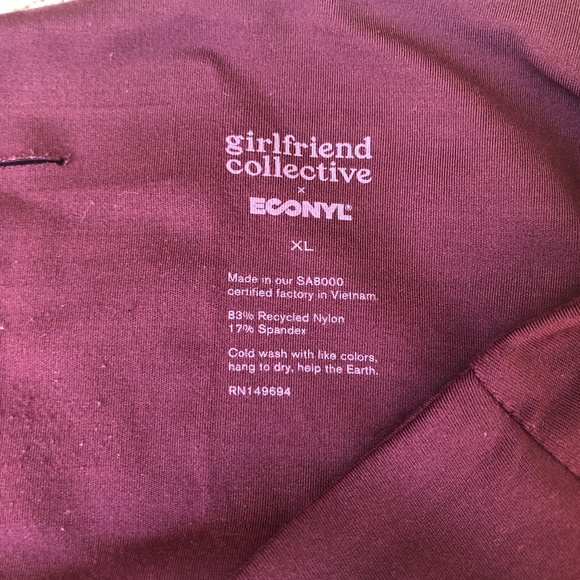 girlfriend
collective
×
ECONYL®
XL
Made in our SA8000
certified factory in Vietnam.
83% Recycled Nylon
17% Spandex
Cold wash with like colors,
hang to dry, help the Earth.
RN149694